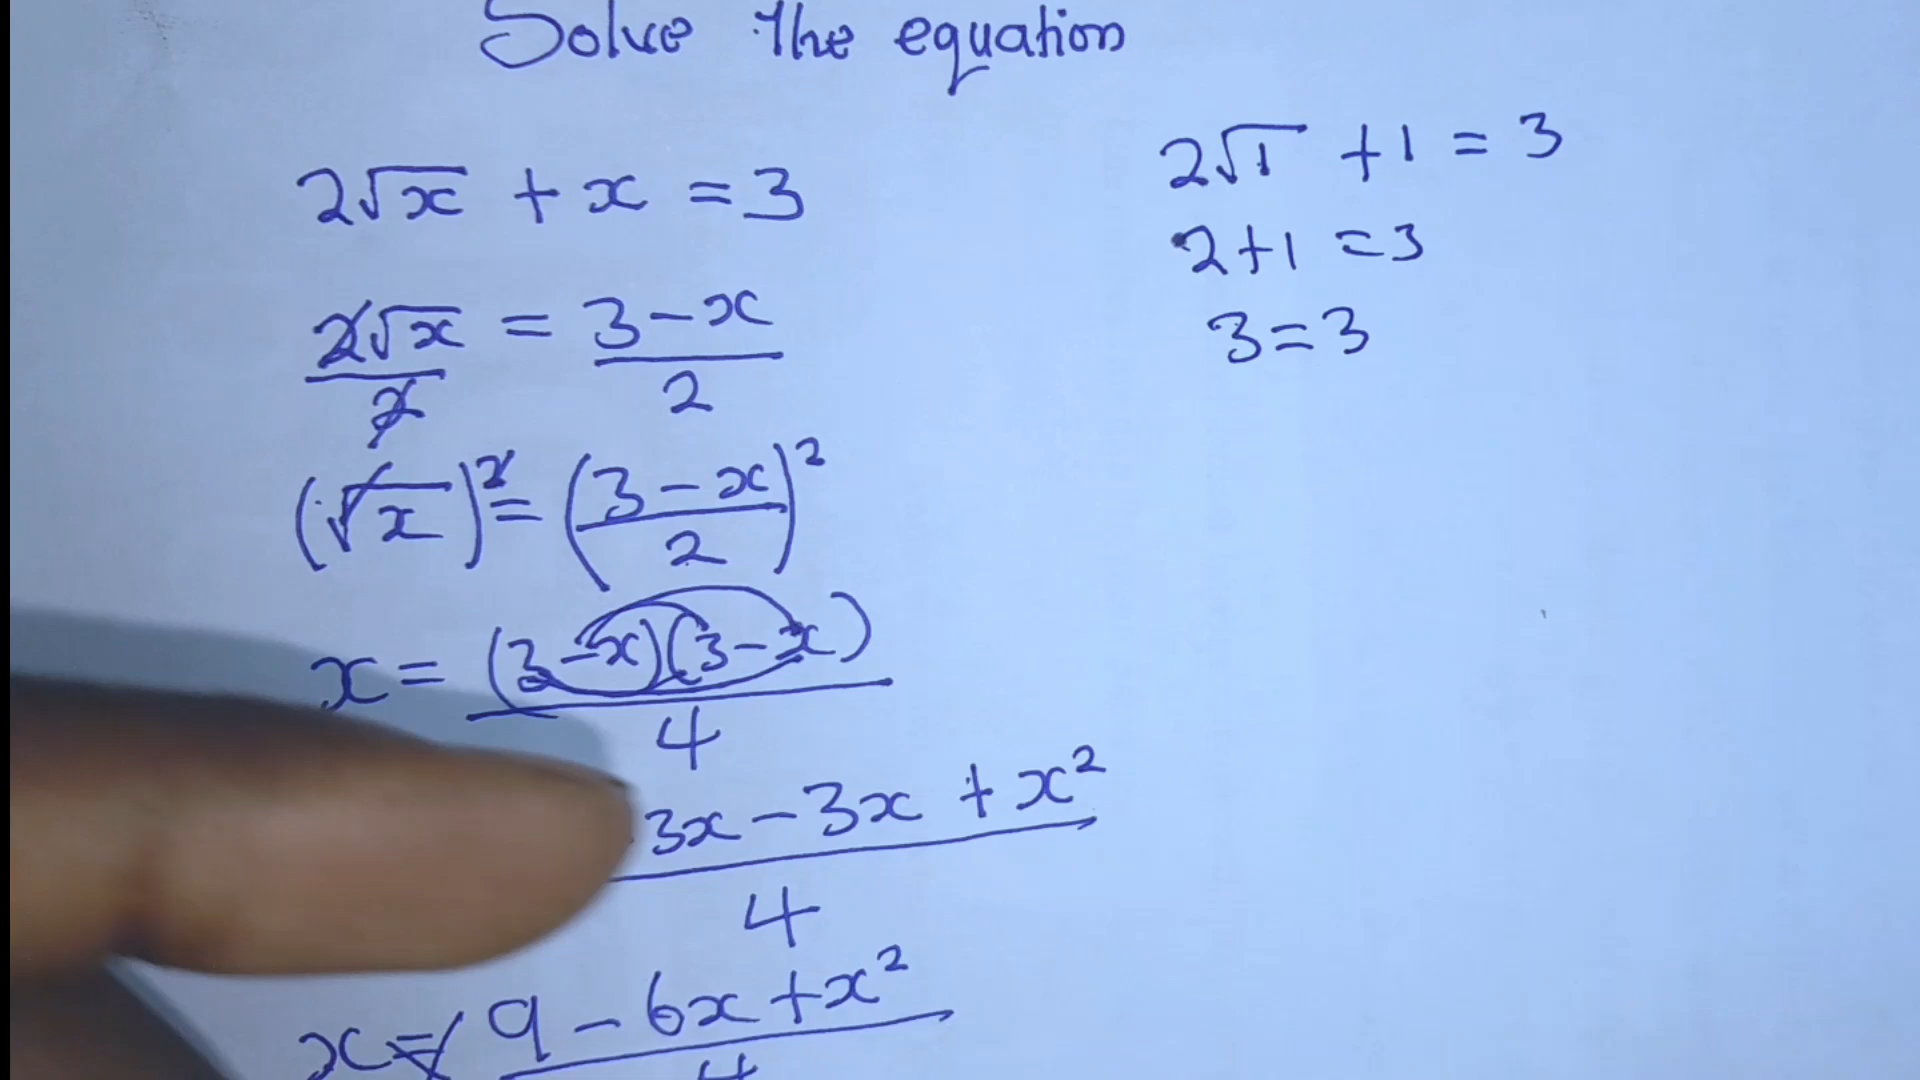 Solve the equation
2√x + x = 3
2√x/2 = (3-x)/2
(√x)² = ((3-x)/2)²
x = (3-x)(3-x)/4
3x - 3x + x²/4
x = 9 - 6x + x²/4
2√1 + 1 = 3
2+1 = 3
3=3